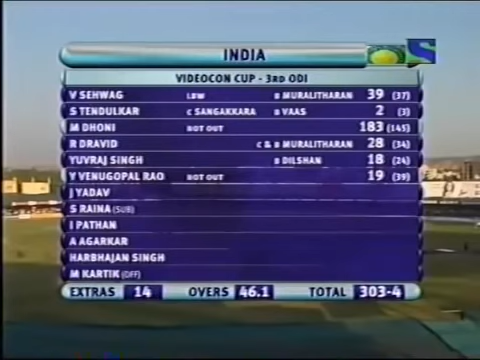 INDIA
VIDEOCON CUP - 3RD ODI
V SEHWAG LBW B MURALITHARAN 39 (37)
S TENDULKAR C SANGAKKARA B VAAS 2 (3)
M DHONI NOT OUT 183 (145)
R DRAVID C & B MURALITHARAN 28 (34)
YUVRAJ SINGH B DILSHAN 18 (24)
Y VENUGOPAL RAO NOT OUT 19 (39)
J YADAV
S RAINA (SUB)
I PATHAN
A AGARKAR
HARBHAJAN SINGH
M KARTIK (OFF)
EXTRAS 14 OVERS 46.1 TOTAL 303-4